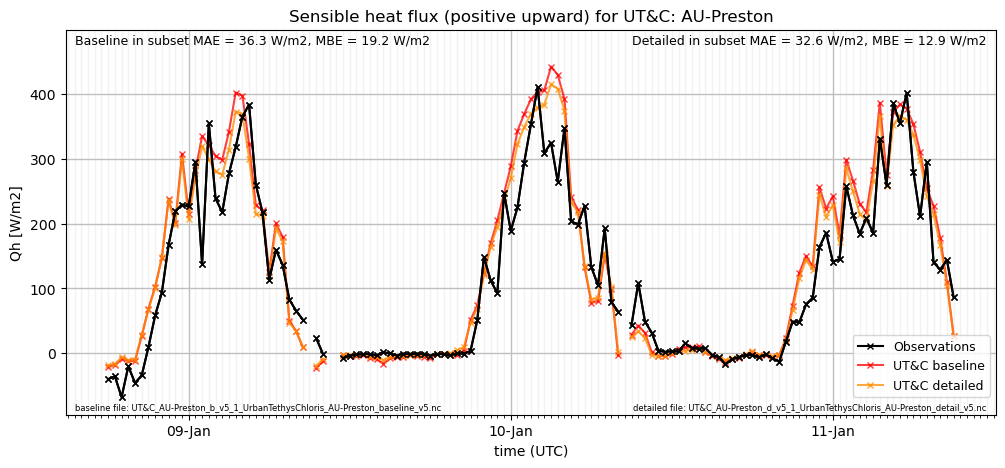 Sensible heat flux (positive upward) for UT&C: AU-Preston
Baseline in subset MAE = 36.3 W/m2, MBE = 19.2 W/m2
Detailed in subset MAE = 32.6 W/m2, MBE = 12.9 W/m2
400
300
200
100
0
Qh [W/m2]
Observations
UT&C baseline
UT&C detailed
baseline file: UT&C_AU-Preston_b_v5_1_UrbanTethysChloris_AU-Preston_baseline_v5.nc
detailed file: UT&C_AU-Preston_d_v5_1_UrbanTethysChloris_AU-Preston_detail_v5.nc
09-Jan
10-Jan
11-Jan
time (UTC)